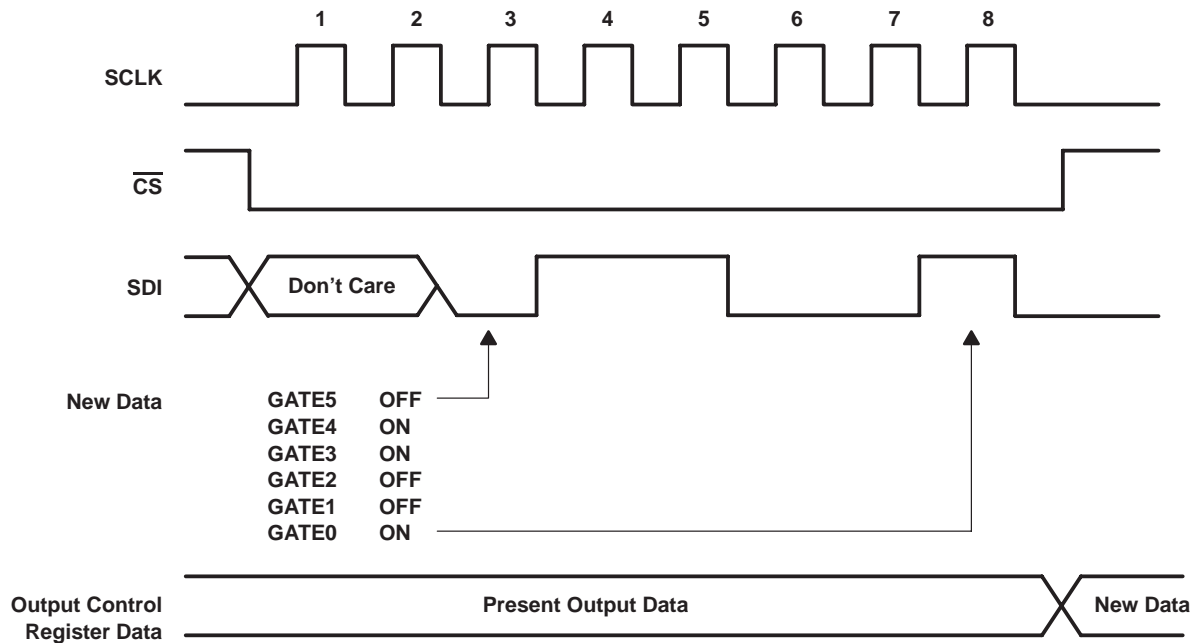 1 2 3 4 5 6 7 8
SCLK
CS
SDI Don't Care
New Data GATE5 OFF
GATE4 ON
GATE3 ON
GATE2 OFF
GATE1 OFF
GATE0 ON
Output Control Present Output Data New Data
Register Data